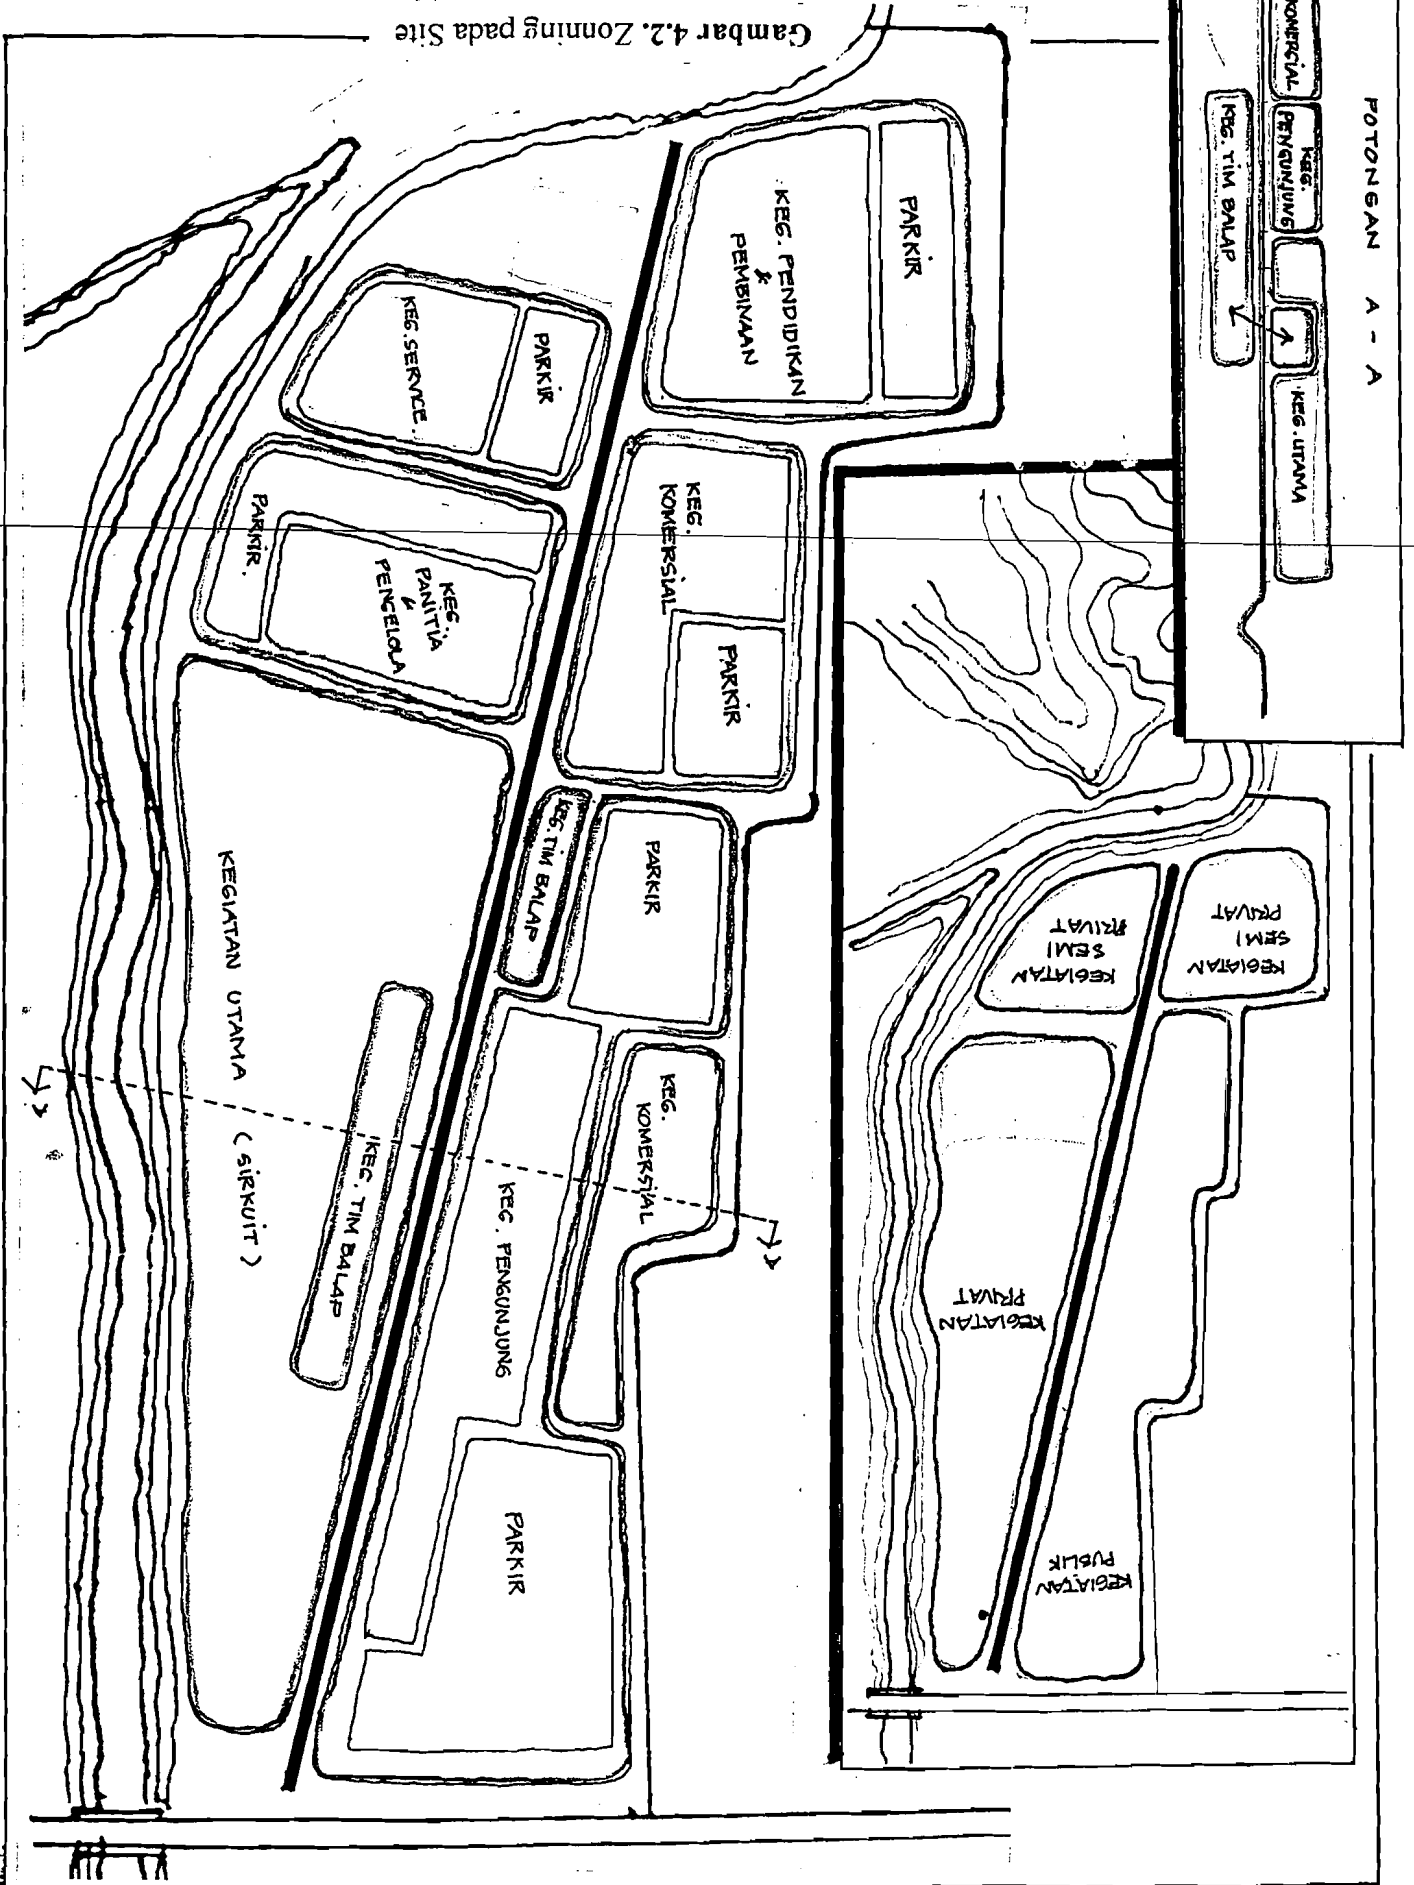 Gambar 4.2. Zonning pada Site
POTONGAN A - A
KOMERCIAL
KEG.
PENGUNJUNG
KEG. TIM BALAP
KEG. UTAMA
PARKIR
KEG. PENDIDIKAN
&
PEMBINAAN
PARKIR
KEG. SERVICE.
KEG.
KOMERSIAL
PARKIR
PARKIR.
KEG.
PANITIA
&
PENGELOLA
PARKIR
KEG. TIM BALAP
KEGIATAN UTAMA (SIRKUIT)
KEG. TIM BALAP
KEG.
KOMERSIAL
KEG. PENGUNJUNG
PARKIR
KEGIATAN
SEMI
PRIVAT
KEGIATAN
SEMI
PRIVAT
KEGIATAN
PRIVAT
KEGIATAN
PUBLIK